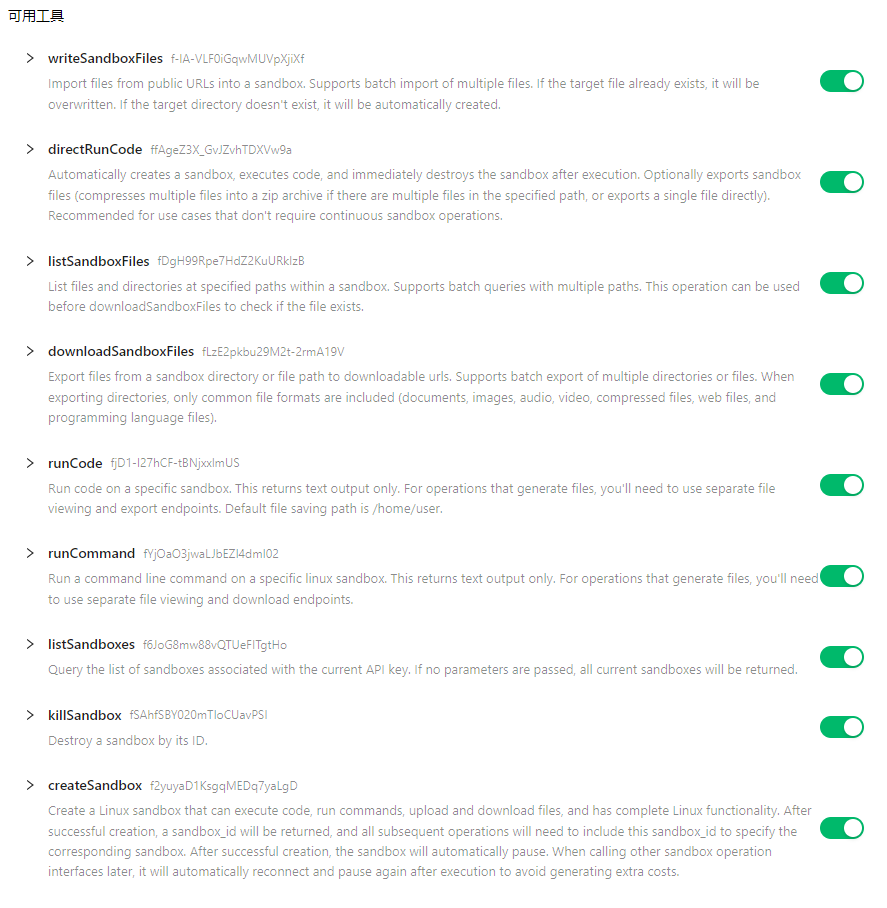 可用工具
writeSandboxFiles f-IA-VLF0iGqwMUVpXjiXf
Import files from public URLs into a sandbox. Supports batch import of multiple files. If the target file already exists, it will be
overwritten. If the target directory doesn't exist, it will be automatically created.
directRunCode ffAgeZ3X_GvJZvhTDXVw9a
Automatically creates a sandbox, executes code, and immediately destroys the sandbox after execution. Optionally exports sandbox
files (compresses multiple files into a zip archive if there are multiple files in the specified path, or exports a single file directly).
Recommended for use cases that don't require continuous sandbox operations.
listSandboxFiles fDgH99Rpe7HdZ2KuURkIzB
List files and directories at specified paths within a sandbox. Supports batch queries with multiple paths. This operation can be used
before downloadSandboxFiles to check if the file exists.
downloadSandboxFiles fLzE2pkbu29M2t-2rmA19V
Export files from a sandbox directory or file path to downloadable urls. Supports batch export of multiple directories or files. When
exporting directories, only common file formats are included (documents, images, audio, video, compressed files, web files, and
programming language files).
runCode fjD1-I27hCF-tBNjxxlmUS
Run code on a specific sandbox. This returns text output only. For operations that generate files, you'll need to use separate file
viewing and export endpoints. Default file saving path is /home/user.
runCommand fYjOaO3jwaLJbEZI4dmI02
Run a command line command on a specific linux sandbox. This returns text output only. For operations that generate files, you'll need
to use separate file viewing and download endpoints.
listSandboxes f6JoG8mw88vQTUeFITgtHo
Query the list of sandboxes associated with the current API key. If no parameters are passed, all current sandboxes will be returned.
killSandbox fSAhfSBY020mTIoCUavPSI
Destroy a sandbox by its ID.
createSandbox f2yuyaD1KsgqMEDq7yaLgD
Create a Linux sandbox that can execute code, run commands, upload and download files, and has complete Linux functionality. After
successful creation, a sandbox_id will be returned, and all subsequent operations will need to include this sandbox_id to specify the
corresponding sandbox. After successful creation, the sandbox will automatically pause. When calling other sandbox operation
interfaces later, it will automatically reconnect and pause again after execution to avoid generating extra costs.